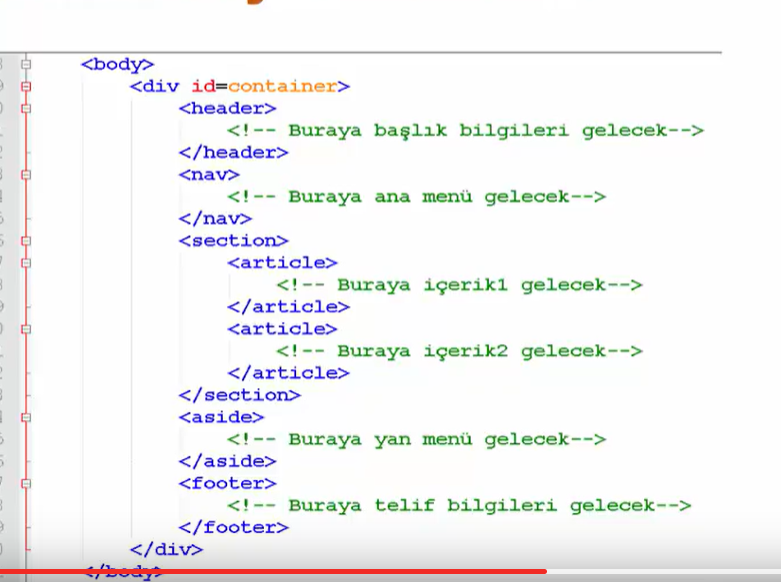 <body>
<div id=container>
<header>
<!-- Buraya başlık bilgileri gelecek-->
</header>
<nav>
<!-- Buraya ana menü gelecek-->
</nav>
<section>
<article>
<!-- Buraya içerik1 gelecek-->
</article>
<article>
<!-- Buraya içerik2 gelecek-->
</article>
</section>
<aside>
<!-- Buraya yan menü gelecek-->
</aside>
<footer>
<!-- Buraya telif bilgileri gelecek-->
</footer>
</div>
</body>